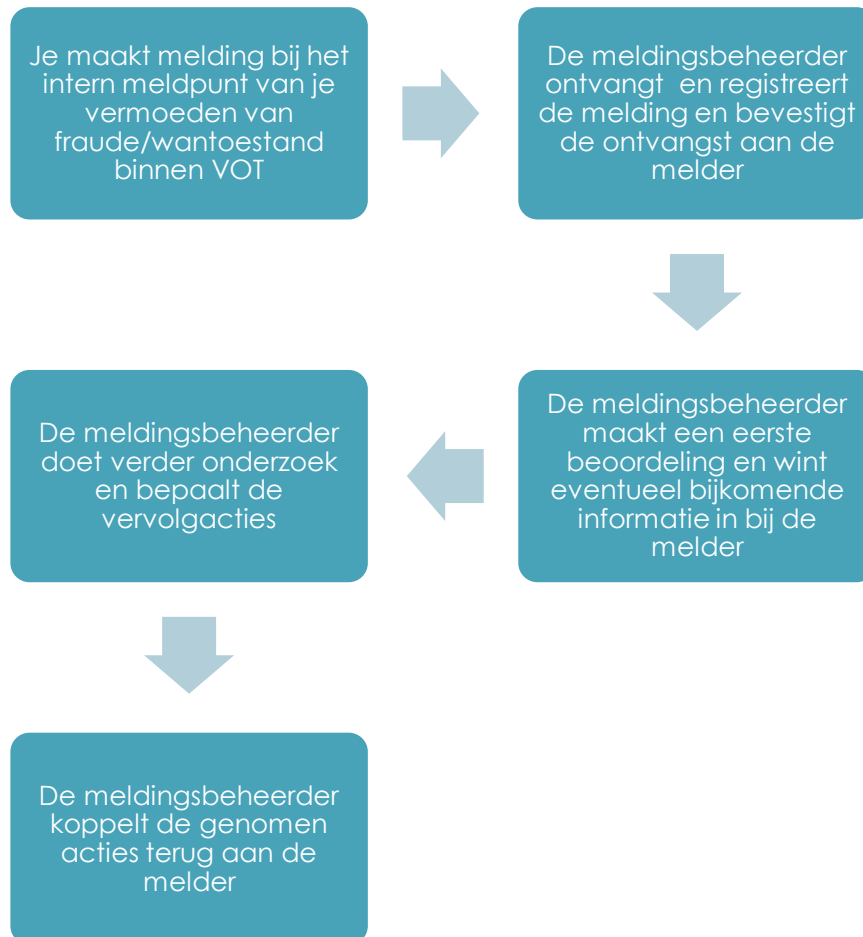 Je maakt melding bij het
intern meldpunt van je
vermoeden van
fraude/wantoestand
binnen VOT
De meldingsbeheerder
ontvangt  en registreert
de melding en bevestigt
de ontvangst aan de
melder
De meldingsbeheerder
maakt een eerste
beoordeling en wint
eventueel bijkomende
informatie in bij de
melder
De meldingsbeheerder
doet verder onderzoek
en bepaalt de
vervolgacties
De meldingsbeheerder
koppelt de genomen
acties terug aan de
melder